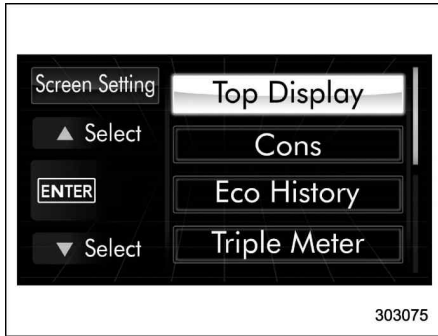 Screen Setting
Top Display
▲ Select
Cons
ENTER
Eco History
▼ Select
Triple Meter
303075